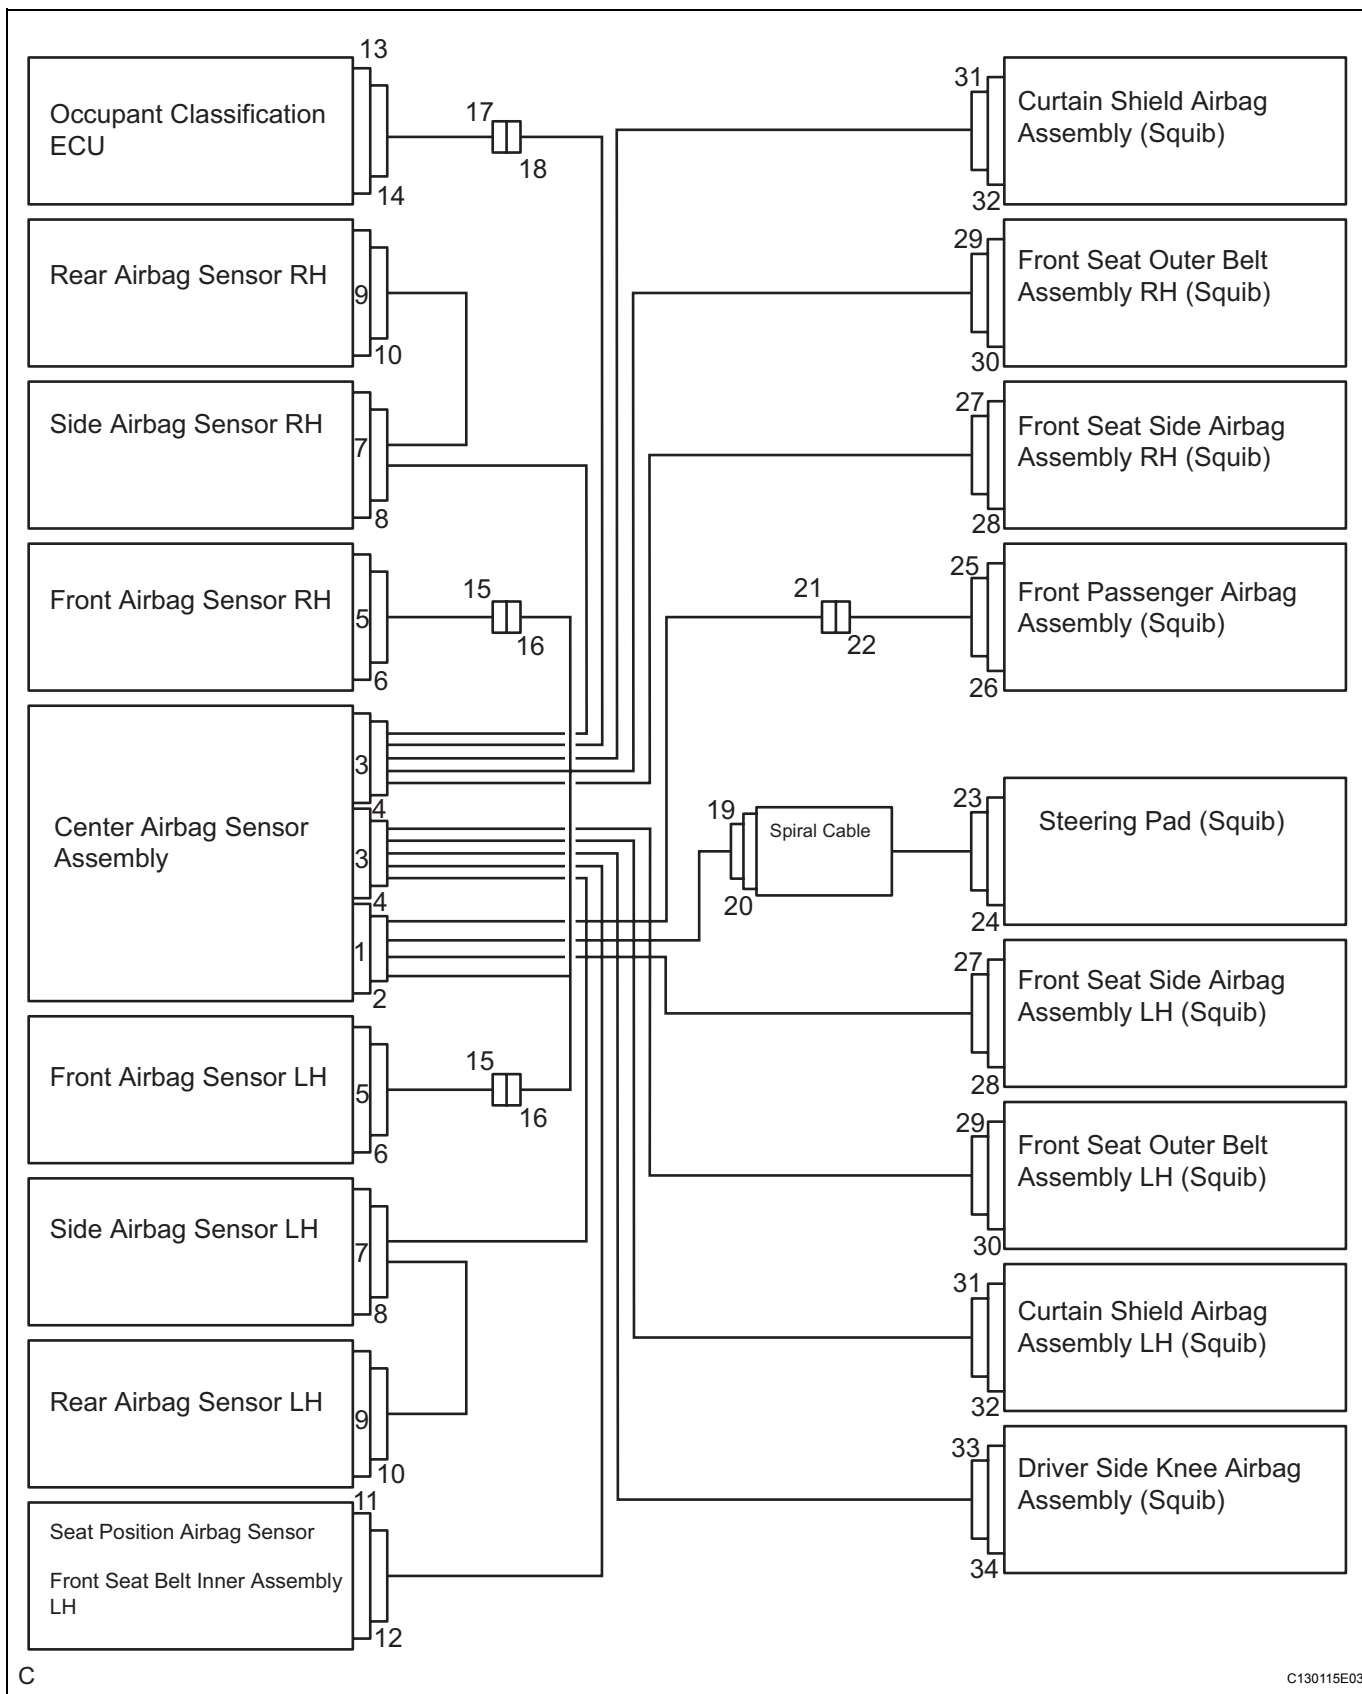 13
Occupant Classification
ECU
14
17
18
Rear Airbag Sensor RH
9
10
Side Airbag Sensor RH
7
8
Front Airbag Sensor RH
5
6
15
16
Center Airbag Sensor
Assembly
3
4
3
4
1
2
Front Airbag Sensor LH
5
6
15
16
Side Airbag Sensor LH
7
8
Rear Airbag Sensor LH
9
10
11
Seat Position Airbag Sensor
Front Seat Belt Inner Assembly
LH
12
31
Curtain Shield Airbag
Assembly (Squib)
32
29
Front Seat Outer Belt
Assembly RH (Squib)
30
27
Front Seat Side Airbag
Assembly RH (Squib)
28
21
22
25
Front Passenger Airbag
Assembly (Squib)
26
19
Spiral Cable
20
23
Steering Pad (Squib)
24
27
Front Seat Side Airbag
Assembly LH (Squib)
28
29
Front Seat Outer Belt
Assembly LH (Squib)
30
31
Curtain Shield Airbag
Assembly LH (Squib)
32
33
Driver Side Knee Airbag
Assembly (Squib)
34
C
C130115E03